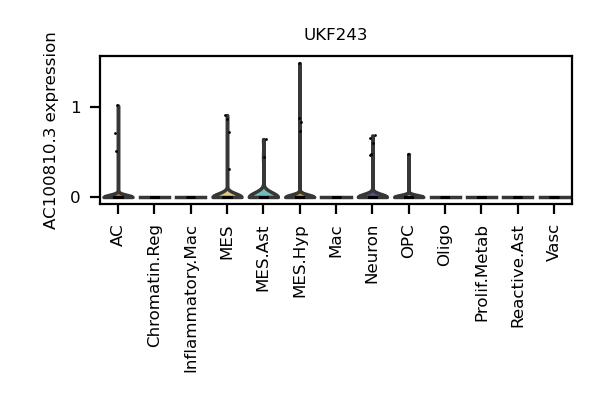 UKF243
AC100810.3 expression
1
0
AC
Chromatin.Reg
Inflammatory.Mac
MES
MES.Ast
MES.Hyp
Mac
Neuron
OPC
Oligo
Prolif.Metab
Reactive.Ast
Vasc